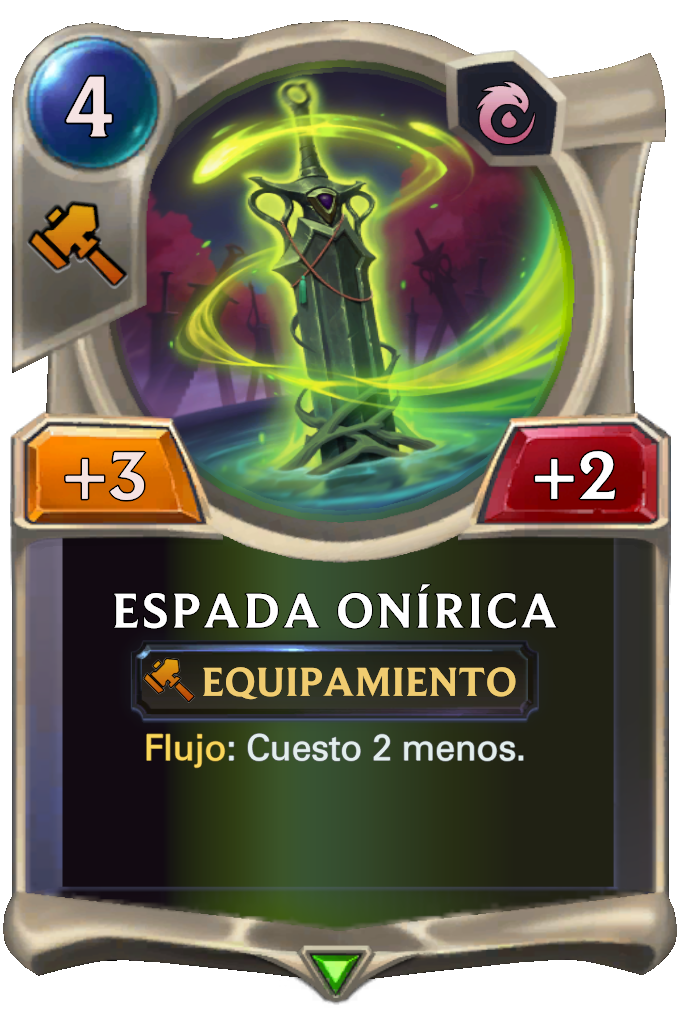 4
+3
+2
ESPADA ONÍRICA
EQUIPAMIENTO
Flujo: Cuesto 2 menos.